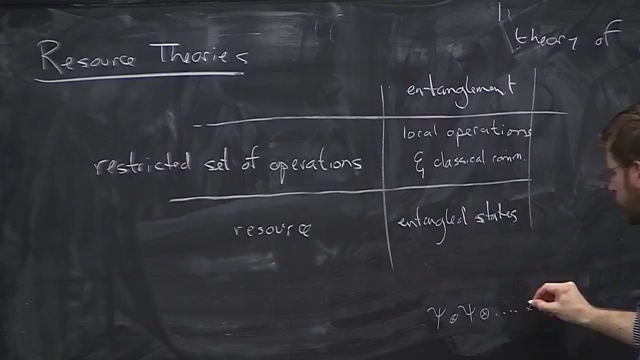 theory of
Resource Theories
entanglement
restricted set of operations
local operations
& classical comm
resource
entangled states
Ψ⊗Ψ⊗....